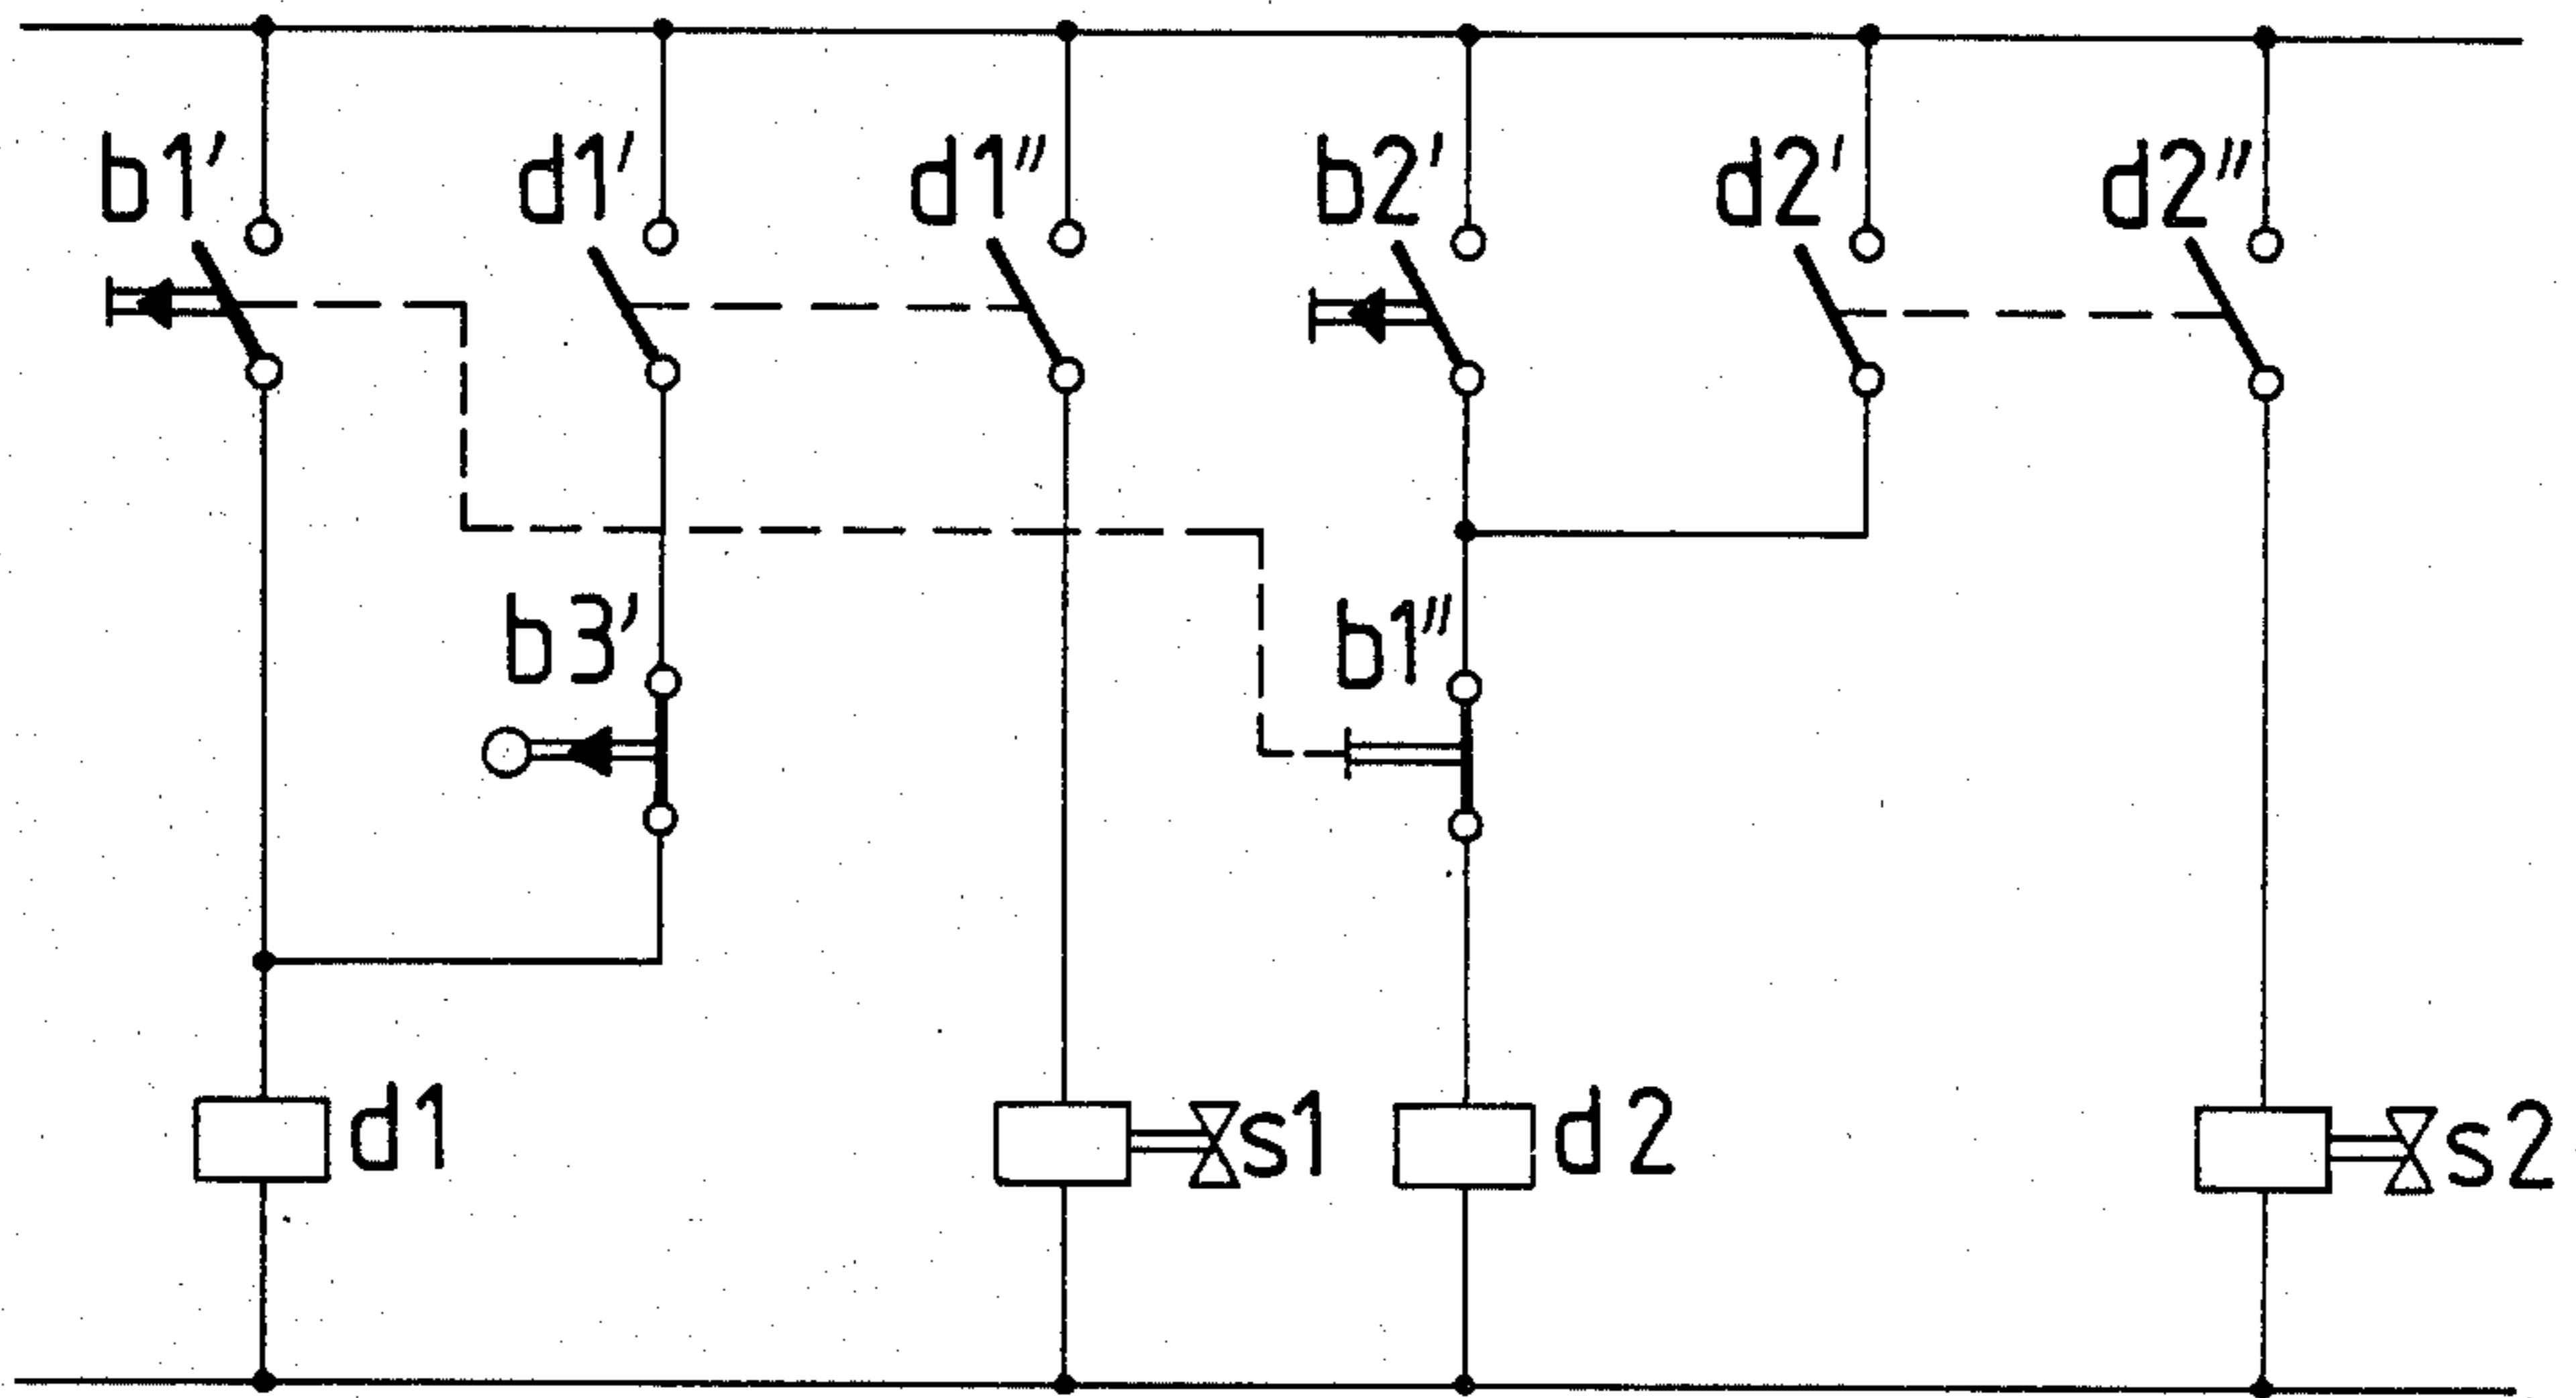 b1′ d1′ d1″ b2′ d2′ d2″
b3′ b1″
d1 s1 d2 s2